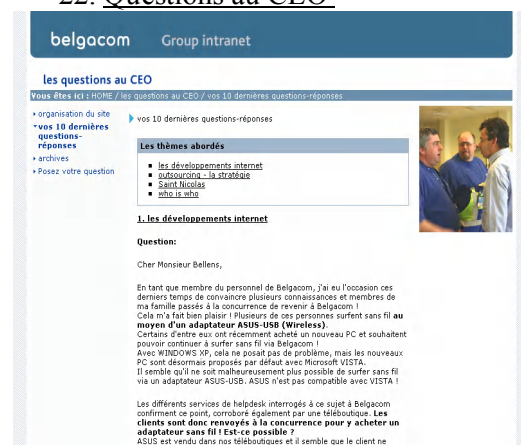 22. Questions au CEO
belgacom Group intranet
les questions au CEO
Vous êtes ici : HOME / les questions au CEO / vos 10 dernières questions-réponses
organisation du site
vos 10 dernières
questions-
réponses
archives
Posez votre question
vos 10 dernières questions-réponses
Les thèmes abordés
les développements internet
outsourcing - la stratégie
Saint Nicolas
who is who
1. les développements internet
Question:
Cher Monsieur Bellens,
En tant que membre du personnel de Belgacom, j'ai eu l'occasion ces
derniers temps de convaincre plusieurs connaissances et membres de
ma famille passés à la concurrence de revenir à Belgacom !
Cela m'a fait bien plaisir ! Plusieurs de ces personnes surfent sans fil au
moyen d'un adaptateur ASUS-USB (Wireless).
Certains d'entre eux ont récemment acheté un nouveau PC et souhaitent
pouvoir continuer à surfer sans fil via Belgacom !
Avec WINDOWS XP, cela ne posait pas de problème, mais les nouveaux
PC sont désormais proposés par défaut avec Microsoft VISTA.
Il semble qu'il ne soit malheureusement plus possible de surfer sans fil
via un adaptateur ASUS-USB. ASUS n'est pas compatible avec VISTA !
Les différents services de helpdesk interrogés à ce sujet à Belgacom
confirment ce point, corroboré également par une téléboutique. Les
clients sont donc renvoyés à la concurrence pour y acheter un
adaptateur sans fil ! Est-ce possible ?
ASUS est vendu dans nos téléboutiques et il semble que le client ne